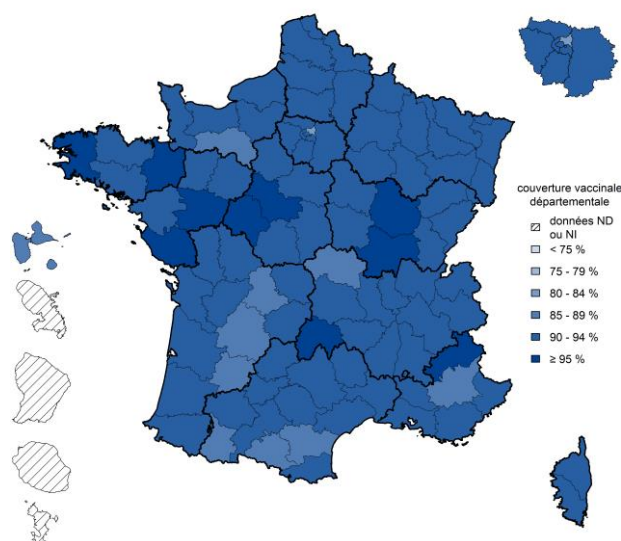 couverture vaccinale
départementale
données ND
ou NI
< 75 %
75 - 79 %
80 - 84 %
85 - 89 %
90 - 94 %
≥ 95 %